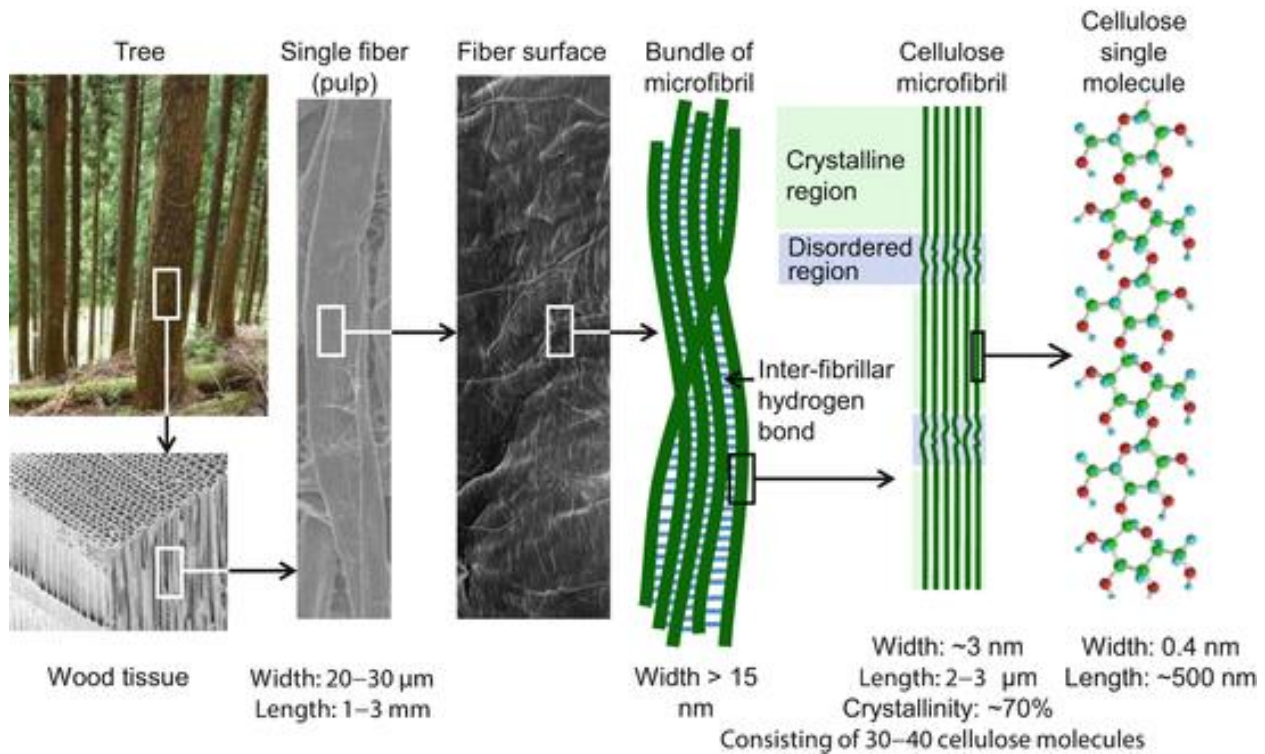 Tree
Single fiber
(pulp)
Fiber surface
Bundle of
microfibril
Cellulose
microfibril
Cellulose
single
molecule
Crystalline
region
Disordered
region
Inter-fibrillar
hydrogen
bond
Wood tissue
Width: 20–30 µm
Length: 1–3 mm
Width > 15
nm
Width: ~3 nm
Length: 2–3 µm
Crystallinity: ~70%
Consisting of 30–40 cellulose molecules
Width: 0.4 nm
Length: ~500 nm